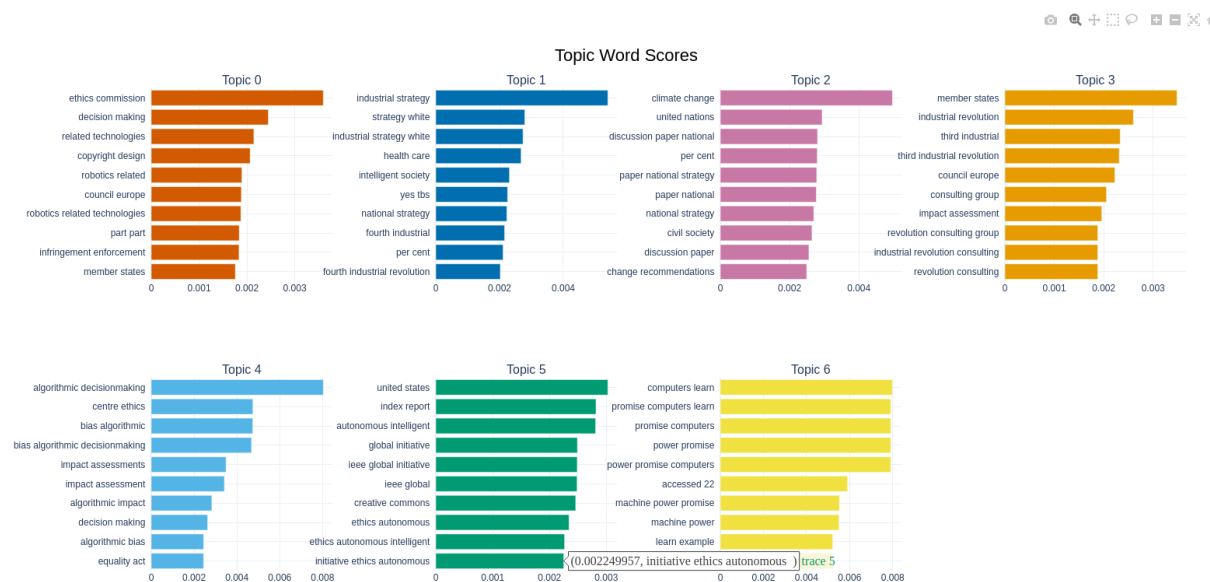 Topic Word Scores
Topic 0
ethics commission
decision making
related technologies
copyright design
robotics related
council europe
robotics related technologies
part part
infringement enforcement
member states
0 0.001 0.002 0.003
Topic 1
industrial strategy
strategy white
industrial strategy white
health care
intelligent society
yes tbs
national strategy
fourth industrial
per cent
fourth industrial revolution
0 0.002 0.004
Topic 2
climate change
united nations
discussion paper national
per cent
paper national strategy
paper national
national strategy
civil society
discussion paper
change recommendations
0 0.002 0.004
Topic 3
member states
industrial revolution
third industrial
third industrial revolution
council europe
consulting group
impact assessment
revolution consulting group
industrial revolution consulting
revolution consulting
0 0.001 0.002 0.003
Topic 4
algorithmic decisionmaking
centre ethics
bias algorithmic
bias algorithmic decisionmaking
impact assessments
impact assessment
algorithmic impact
decision making
algorithmic bias
equality act
0 0.002 0.004 0.006 0.008
Topic 5
united states
index report
autonomous intelligent
global initiative
ieee global initiative
ieee global
creative commons
ethics autonomous
ethics autonomous intelligent
initiative ethics autonomous
(0.002249957, initiative ethics autonomous ) trace 5
0 0.001 0.002 0.003
Topic 6
computers learn
promise computers learn
promise computers
power promise
power promise computers
accessed 22
machine power promise
machine power
learn example
0 0.002 0.004 0.006 0.008